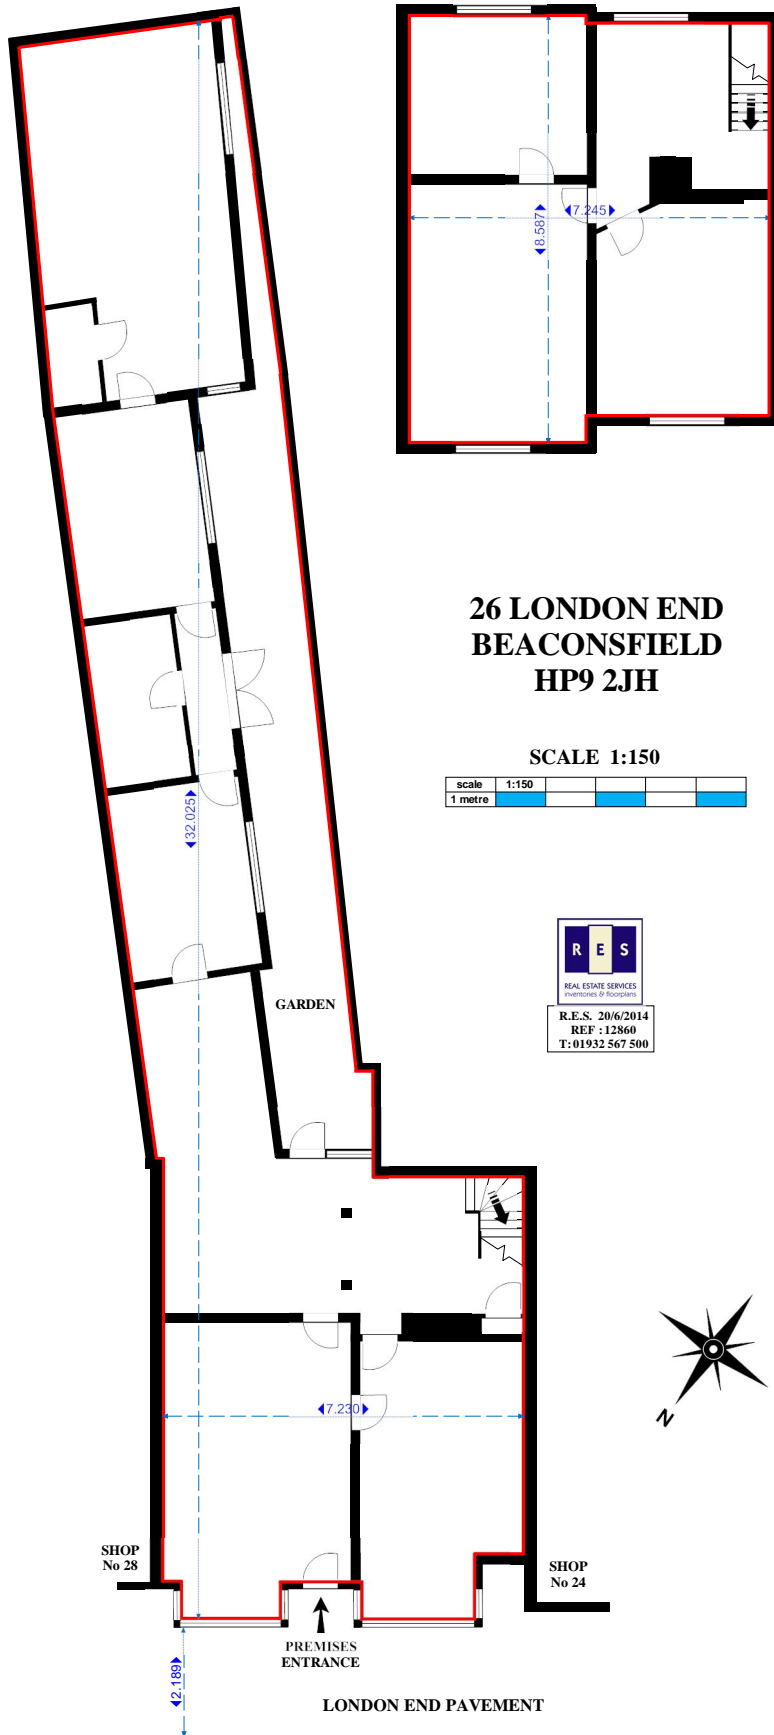 8.587
7.245
26 LONDON END
BEACONSFIELD
HP9 2JH
SCALE 1:150
scale 1:150
1 metre
32.025
R E S
REAL ESTATE SERVICES
inventories & floorplans
R.E.S. 20/6/2014
REF : 12860
T: 01932 567 500
GARDEN
7.230
N
SHOP
No 28
SHOP
No 24
PREMISES
ENTRANCE
2.189
LONDON END PAVEMENT